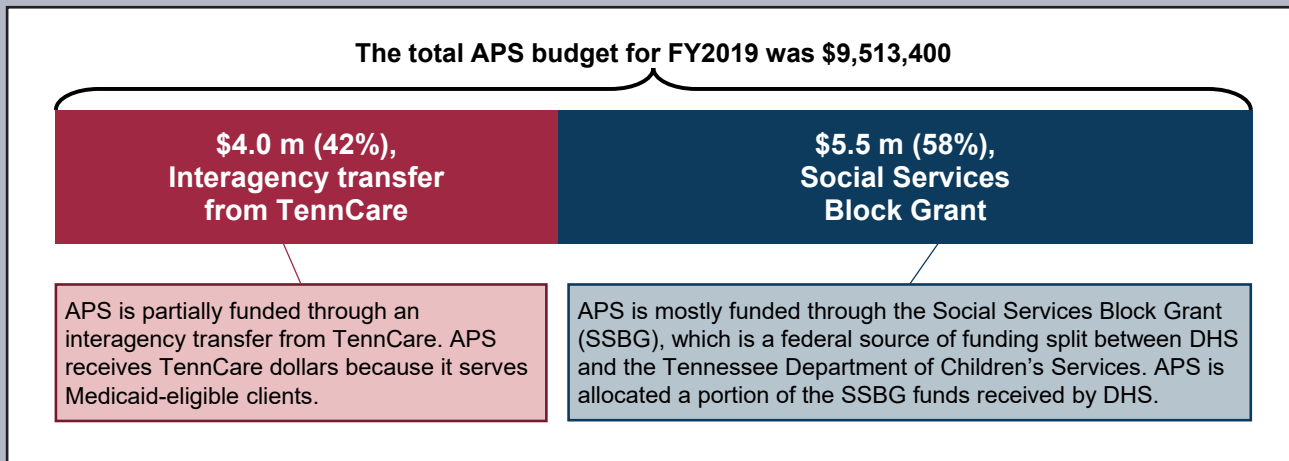 The total APS budget for FY2019 was $9,513,400
$4.0 m (42%),
Interagency transfer
from TennCare
$5.5 m (58%),
Social Services
Block Grant
APS is partially funded through an
interagency transfer from TennCare. APS
receives TennCare dollars because it serves
Medicaid-eligible clients.
APS is mostly funded through the Social Services Block Grant
(SSBG), which is a federal source of funding split between DHS
and the Tennessee Department of Children’s Services. APS is
allocated a portion of the SSBG funds received by DHS.